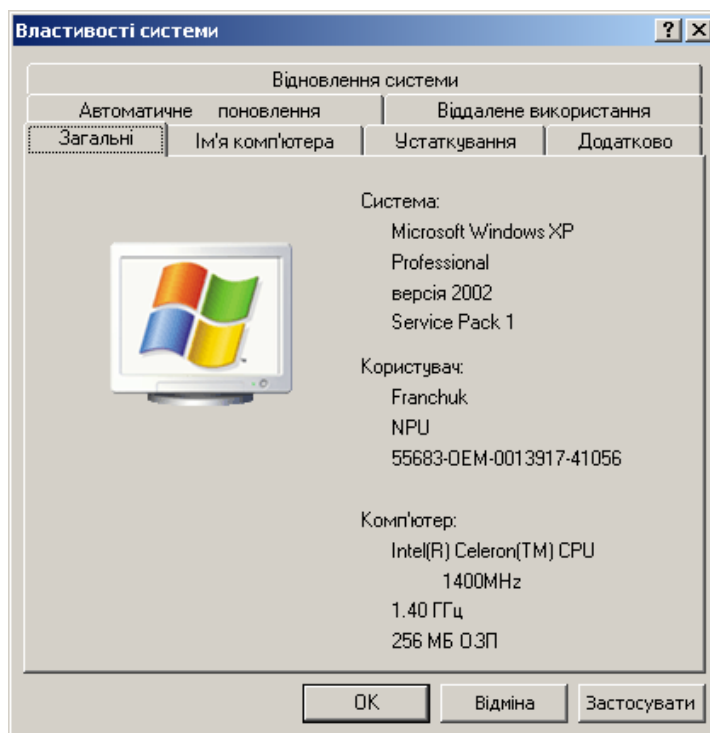 Властивості системи
Відновлення системи
Автоматичне поновлення
Віддалене використання
Загальні
Ім'я комп'ютера
Устаткування
Додатково
Система:
Microsoft Windows XP
Professional
версія 2002
Service Pack 1
Користувач:
Franchuk
NPU
55683-OEM-0013917-41056
Комп'ютер:
Intel(R) Celeron(TM) CPU
1400MHz
1.40 ГГц
256 МБ ОЗП
OK
Відміна
Застосувати